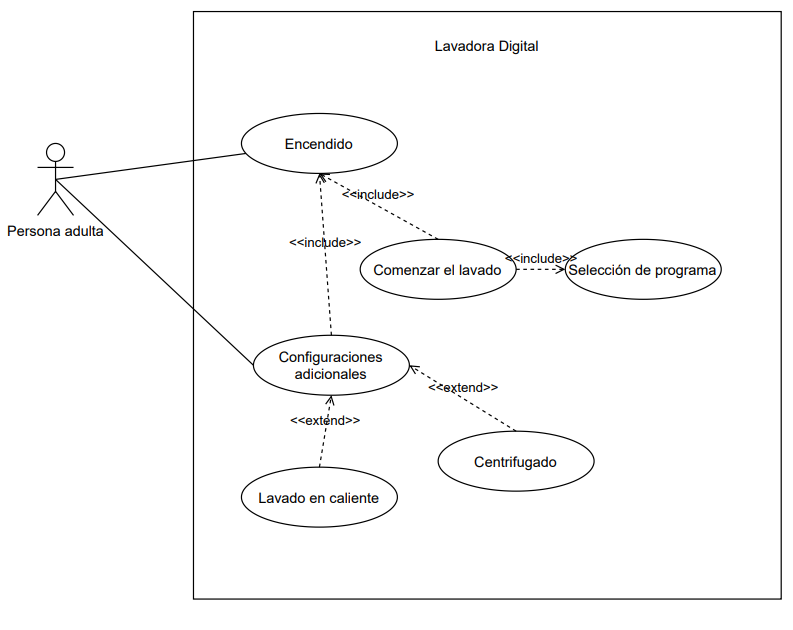 Lavadora Digital
Encendido
<<include>>
Persona adulta
<<include>>
<<include>>
Comenzar el lavado
Selección de programa
Configuraciones
adicionales
<<extend>>
<<extend>>
Centrifugado
Lavado en caliente